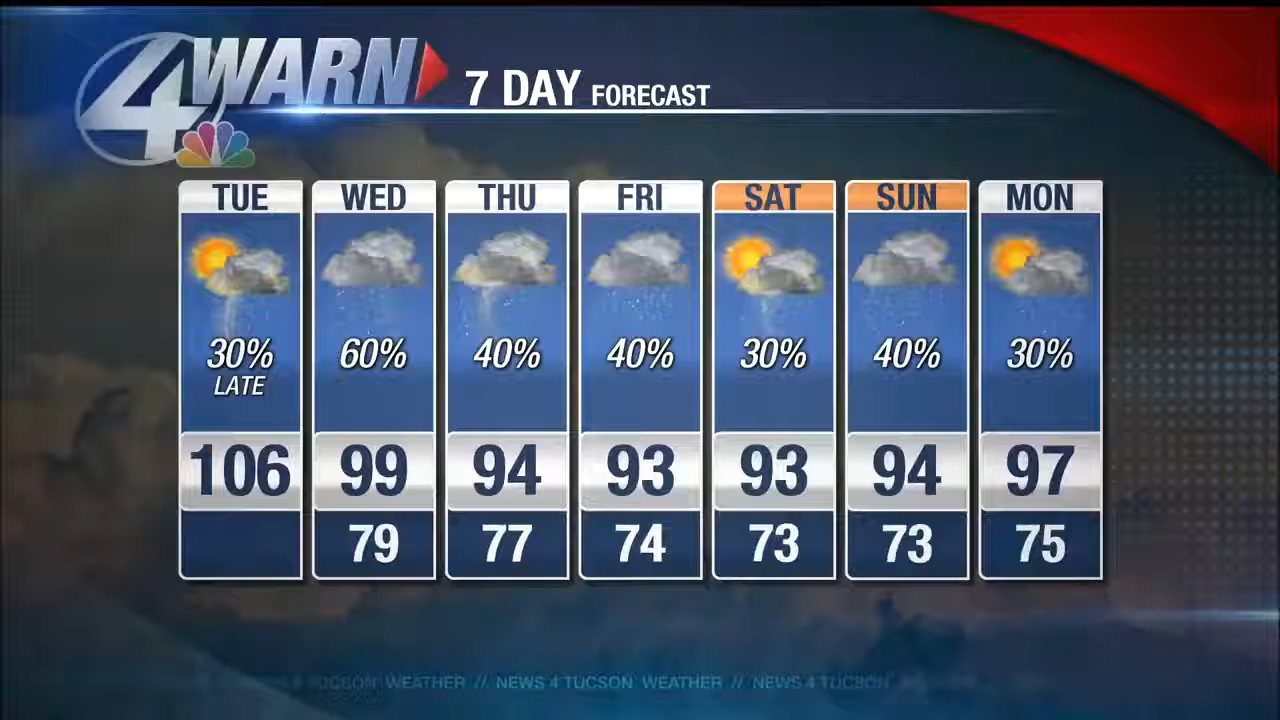 4WARN 7 DAY FORECAST
TUE WED THU FRI SAT SUN MON
30% 60% 40% 40% 30% 40% 30%
LATE
106 99 94 93 93 94 97
79 77 74 73 73 75
4 TUCSON WEATHER // NEWS 4 TUCSON WEATHER // NEWS 4 TUCSON